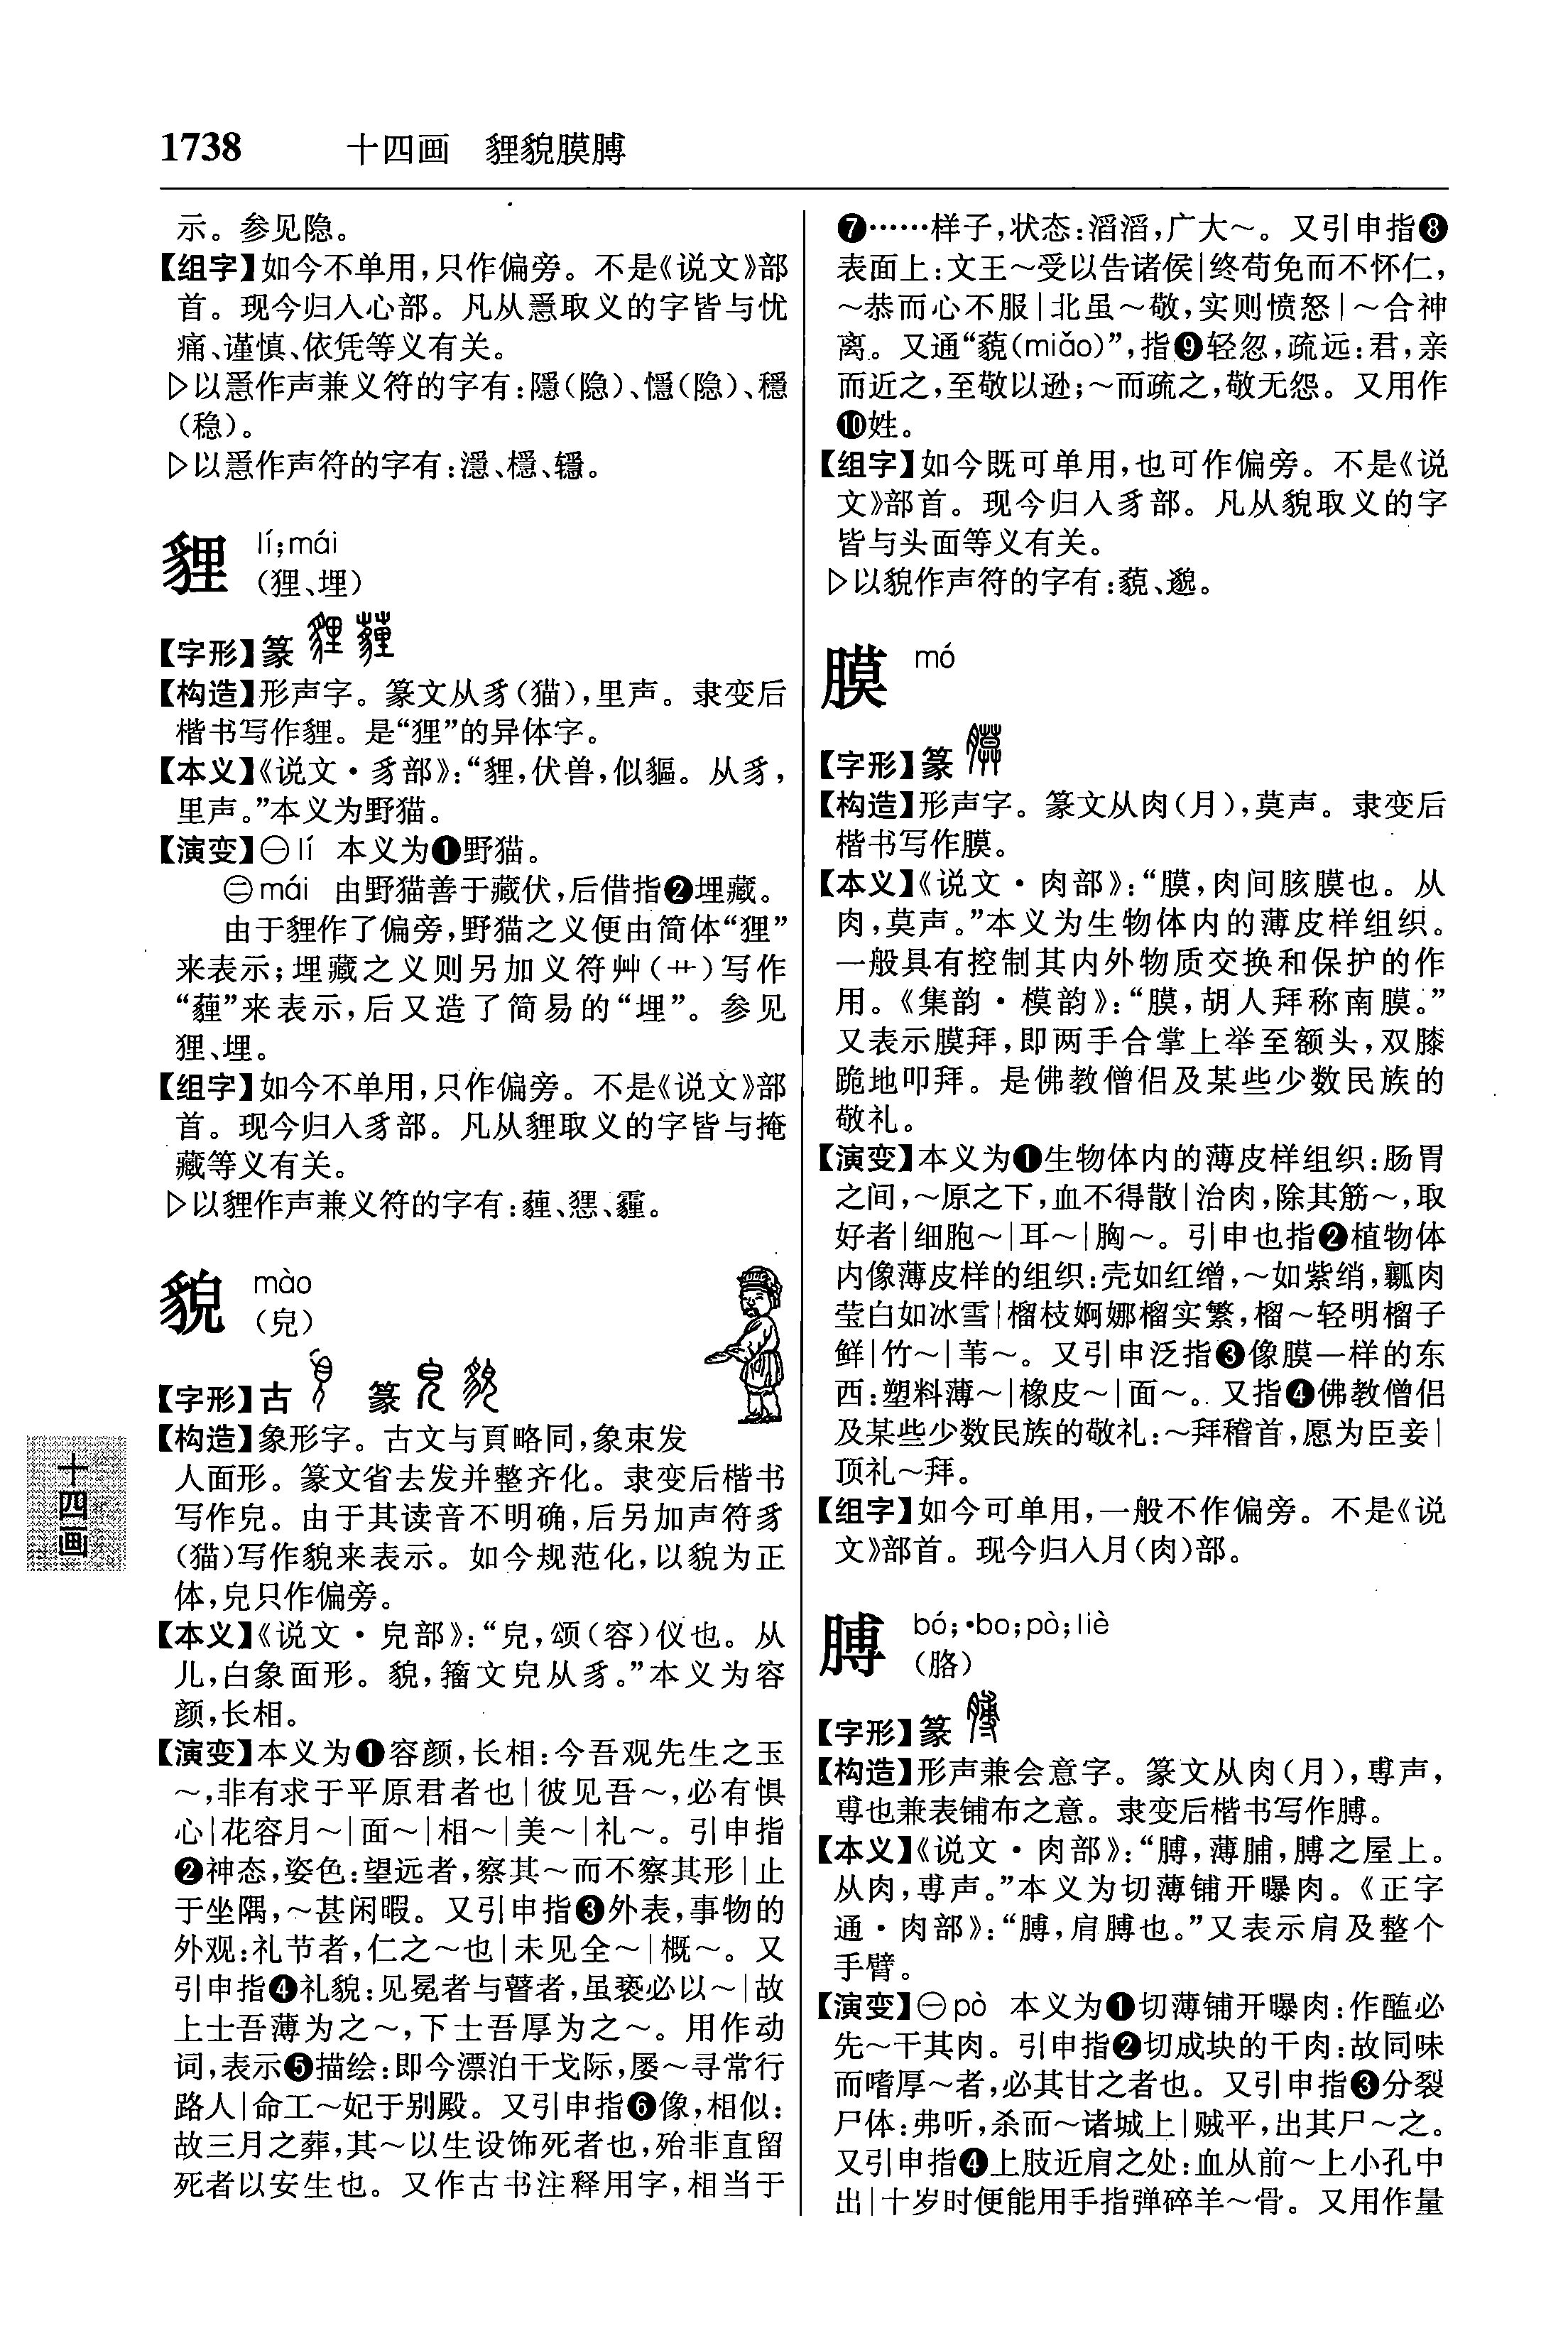 1738 十四画 貍貌膜膊
示。参见隐。
【组字】如今不单用，只作偏旁。不是《说文》部
首。现今归入心部。凡从㥯取义的字皆与忧
痛、谨慎、依凭等义有关。
▷以㥯作声兼义符的字有：隱（隐）、㒚（隐）、穩
（稳）。
▷以㥯作声符的字有：濦、櫽、轀。
貍 lí；mái
（狸、埋）
【字形】篆
【构造】形声字。篆文从豸（猫），里声。隶变后
楷书写作貍。是“狸”的异体字。
【本义】《说文·豸部》：“貍，伏兽，似貙。从豸，
里声。”本义为野猫。
【演变】㊀lí 本义为❶野猫。
㊁mái 由野猫善于藏伏，后借指❷埋藏。
由于貍作了偏旁，野猫之义便由简体“狸”
来表示；埋藏之义则另加义符艸（艹）写作
“薶”来表示，后又造了简易的“埋”。参见
狸、埋。
【组字】如今不单用，只作偏旁。不是《说文》部
首。现今归入豸部。凡从貍取义的字皆与掩
藏等义有关。
▷以貍作声兼义符的字有：薶、霾。
貌 mào
（皃）
【字形】古 篆
【构造】象形字。古文与頁略同，象束发
人面形。篆文省去发并整齐化。隶变后楷书
写作皃。由于其读音不明确，后另加声符豸
（猫）写作貌来表示。如今规范化，以貌为正
体，皃只作偏旁。
【本义】《说文·皃部》：“皃，颂（容）仪也。从
儿，白象面形。貌，籀文皃从豸。”本义为容
颜，长相。
【演变】本义为❶容颜，长相：今吾观先生之玉
～，非有求于平原君者也｜彼见吾～，必有惧
心｜花容月～｜面～｜相～｜美～｜礼～。引申指
❷神态，姿色：望远者，察其～而不察其形｜止
于坐隅，～甚闲暇。又引申指❸外表，事物的
外观：礼节者，仁之～也｜未见全～｜概～。又
引申指❹礼貌：见冕者与瞽者，虽亵必以～｜故
上士吾薄为之～，下士吾厚为之～。用作动
词，表示❺描绘：即今漂泊干戈际，屡～寻常行
路人｜命工～妃于别殿。又引申指❻像，相似：
故三月之葬，其～以生设饰死者也，殆非直留
死者以安生也。又作古书注释用字，相当于
❼……样子，状态：滔滔，广大～。又引申指❽
表面上：文王～受以告诸侯｜终苟免而不怀仁，
～恭而心不服｜北虽～敬，实则愤怒｜～合神
离。又通“藐（miǎo）”，指❾轻忽，疏远：君，亲
而近之，至敬以逊；～而疏之，敬无怨。又用作
❿姓。
【组字】如今既可单用，也可作偏旁。不是《说
文》部首。现今归入豸部。凡从貌取义的字
皆与头面等义有关。
▷以貌作声符的字有：藐、邈。
膜 mó
【字形】篆
【构造】形声字。篆文从肉（月），莫声。隶变后
楷书写作膜。
【本义】《说文·肉部》：“膜，肉间胲膜也。从
肉，莫声。”本义为生物体内的薄皮样组织。
一般具有控制其内外物质交换和保护的作
用。《集韵·模韵》：“膜，胡人拜称南膜。”
又表示膜拜，即两手合掌上举至额头，双膝
跪地叩拜。是佛教僧侣及某些少数民族的
敬礼。
【演变】本义为❶生物体内的薄皮样组织：肠胃
之间，～原之下，血不得散｜治肉，除其筋～，取
好者｜细胞～｜耳～｜胸～。引申也指❷植物体
内像薄皮样的组织：壳如红缯，～如紫绡，瓤肉
莹白如冰雪｜榴枝婀娜榴实繁，榴～轻明榴子
鲜｜竹～｜苇～。又引申泛指❸像膜一样的东
西：塑料薄～｜橡皮～｜面～。又指❹佛教僧侣
及某些少数民族的敬礼：～拜稽首，愿为臣妾｜
顶礼～拜。
【组字】如今可单用，一般不作偏旁。不是《说
文》部首。现今归入月（肉）部。
膊 bó；·bo；pò；liè
（胳）
【字形】篆
【构造】形声兼会意字。篆文从肉（月），尃声，
尃也兼表铺布之意。隶变后楷书写作膊。
【本义】《说文·肉部》：“膊，薄脯，膊之屋上。
从肉，尃声。”本义为切薄铺开曝肉。《正字
通·肉部》：“膊，肩膊也。”又表示肩及整个
手臂。
【演变】㊀pò 本义为❶切薄铺开曝肉：作醢必
先～干其肉。引申指❷切成块的干肉：故同味
而嗜厚～者，必其甘之者也。又引申指❸分裂
尸体：弗听，杀而～诸城上｜贼平，出其尸～之。
又引申指❹上肢近肩之处：血从前～上小孔中
出｜十岁时便能用手指弹碎羊～骨。又用作量
十四画